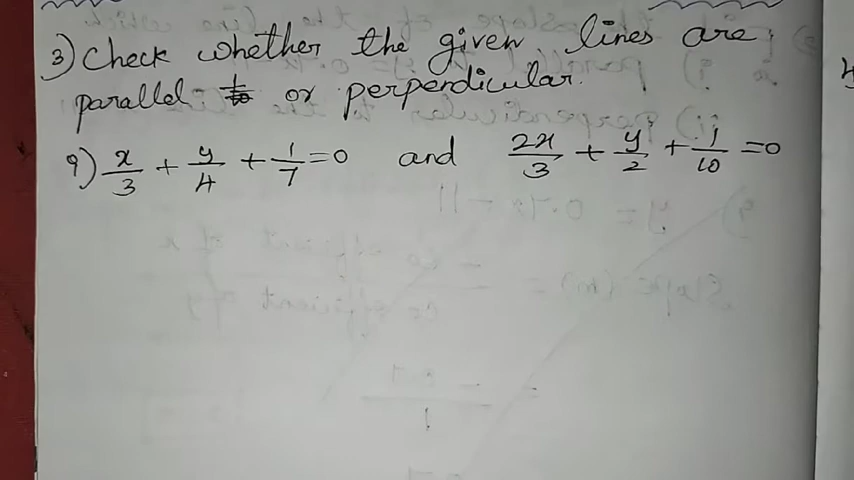 3) Check whether the given lines are
parallel or perpendicular.
9) x/3 + y/4 + 1/7 = 0 and 2x/3 + y/2 + 1/10 = 0